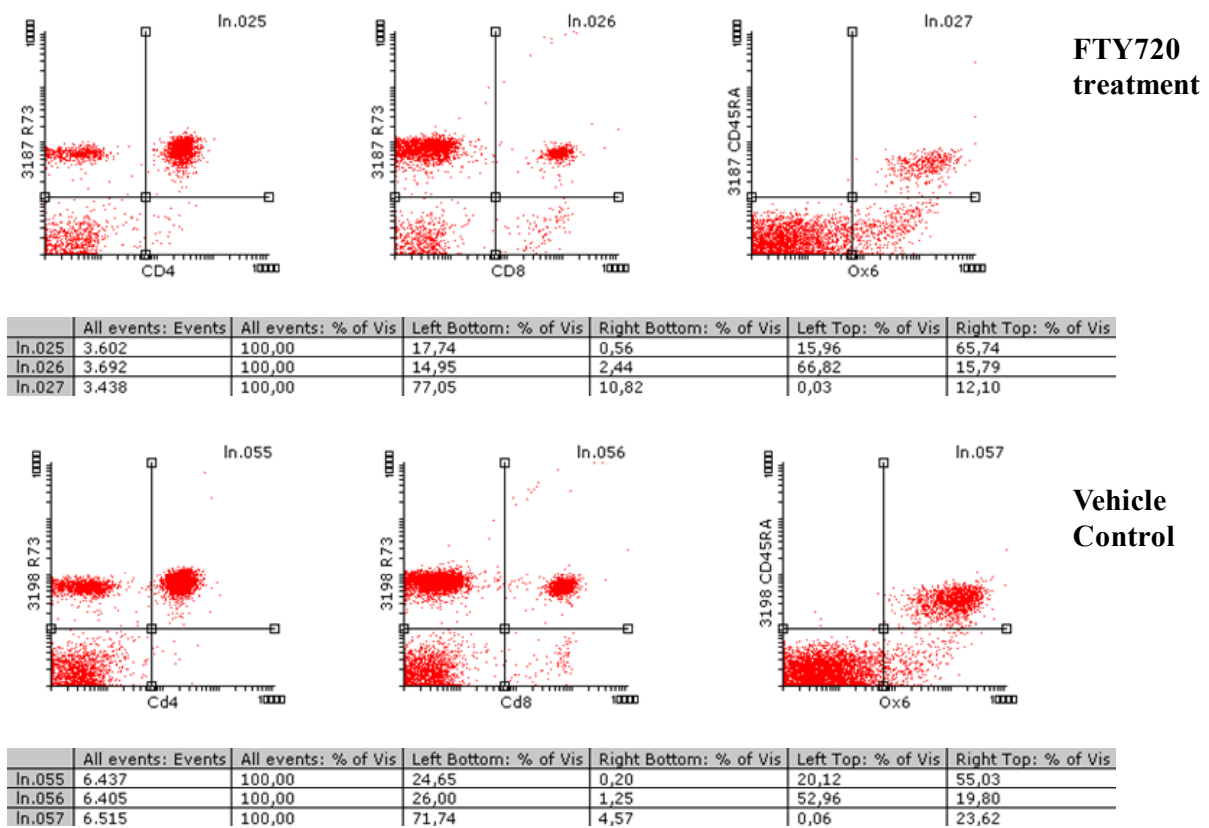 ln.025
ln.026
ln.027
FTY720
treatment
3187 R73
3187 R73
3187 CD45RA
CD4
CD8
Ox6
All events: Events All events: % of Vis Left Bottom: % of Vis Right Bottom: % of Vis Left Top: % of Vis Right Top: % of Vis
ln.025 3.602 100,00 17,74 0,56 15,96 65,74
ln.026 3.692 100,00 14,95 2,44 66,82 15,79
ln.027 3.438 100,00 77,05 10,82 0,03 12,10
ln.055
ln.056
ln.057
Vehicle
Control
3198 R73
3198 R73
3198 CD45RA
Cd4
Cd8
Ox6
All events: Events All events: % of Vis Left Bottom: % of Vis Right Bottom: % of Vis Left Top: % of Vis Right Top: % of Vis
ln.055 6.437 100,00 24,65 0,20 20,12 55,03
ln.056 6.405 100,00 26,00 1,25 52,96 19,80
ln.057 6.515 100,00 71,74 4,57 0,06 23,62